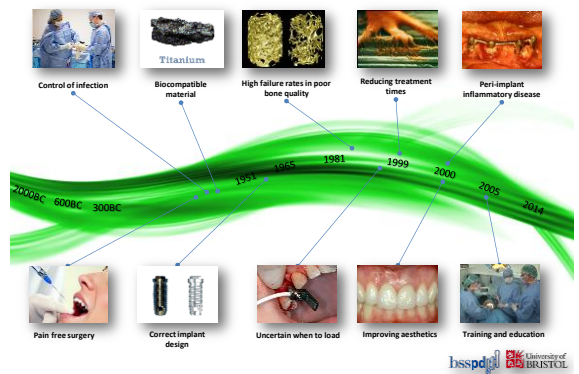 Titanium
Control of infection
Biocompatible
material
High failure rates in poor
bone quality
Reducing treatment
times
Peri-implant
inflammatory disease
2000BC
600BC
300BC
1951
1965
1981
1999
2000
2005
2014
Pain free surgery
Correct implant
design
Uncertain when to load
Improving aesthetics
Training and education
bsspd
University of
BRISTOL